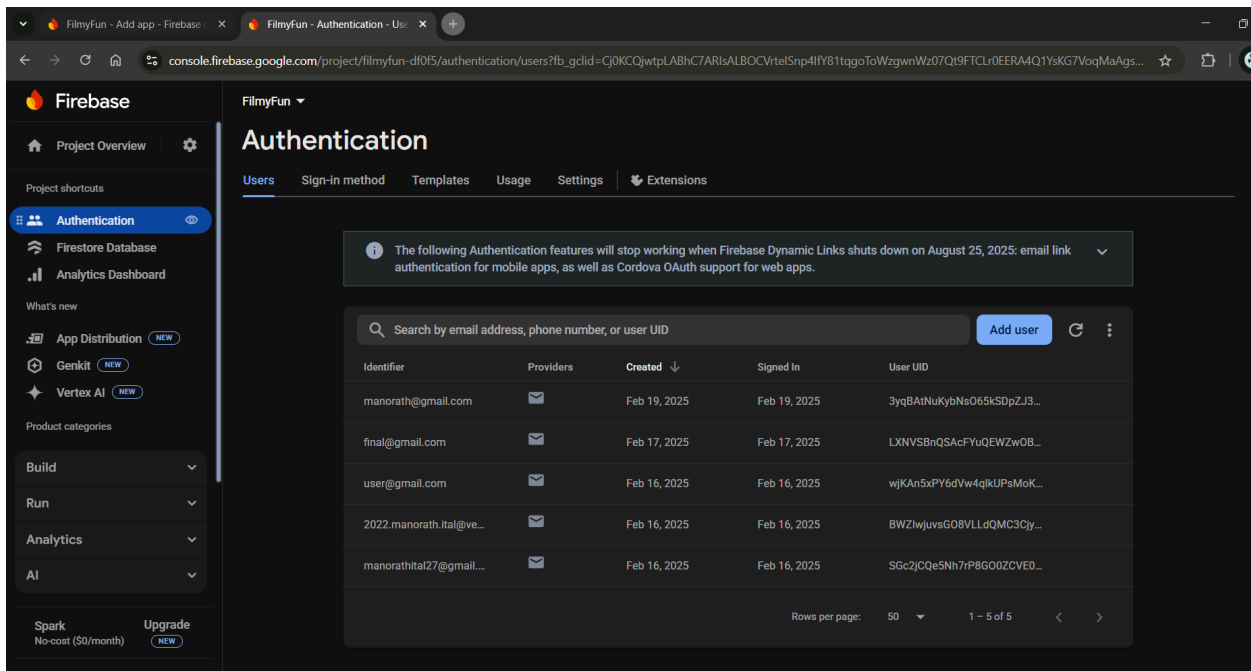 FilmyFun - Add app - Firebase c
FilmyFun - Authentication - Use
console.firebase.google.com/project/filmyfun-df0f5/authentication/users?fb_gclid=Cj0KCQjwtpLABhC7ARIsALBOCVrtelSnp4IfY81tqgoToWzgwnWz07Qt9FTCLr0EERA4Q1YsKG7VoqMaAgs...
Firebase
FilmyFun
Project Overview
Authentication
Users Sign-in method Templates Usage Settings Extensions
Project shortcuts
Authentication
Firestore Database
Analytics Dashboard
What's new
App Distribution NEW
Genkit NEW
Vertex AI NEW
Product categories
Build
Run
Analytics
AI
Spark
No-cost ($0/month)
Upgrade
NEW
The following Authentication features will stop working when Firebase Dynamic Links shuts down on August 25, 2025: email link
authentication for mobile apps, as well as Cordova OAuth support for web apps.
Search by email address, phone number, or user UID
Add user
Identifier Providers Created Signed In User UID
manorath@gmail.com Feb 19, 2025 Feb 19, 2025 3yqBAtNuKybNsO65kSDpZJ3...
final@gmail.com Feb 17, 2025 Feb 17, 2025 LXNVSBnQSAcFYuQEWZwOB...
user@gmail.com Feb 16, 2025 Feb 16, 2025 wjKAn5xPY6dVw4qlkUPsMoK...
2022.manorath.ital@ve... Feb 16, 2025 Feb 16, 2025 BWZIwjuvsGO8VLLdQMC3Cjy...
manorathital27@gmail.... Feb 16, 2025 Feb 16, 2025 SGc2jCQe5Nh7rP8GO0ZCVE0...
Rows per page: 50 1 – 5 of 5